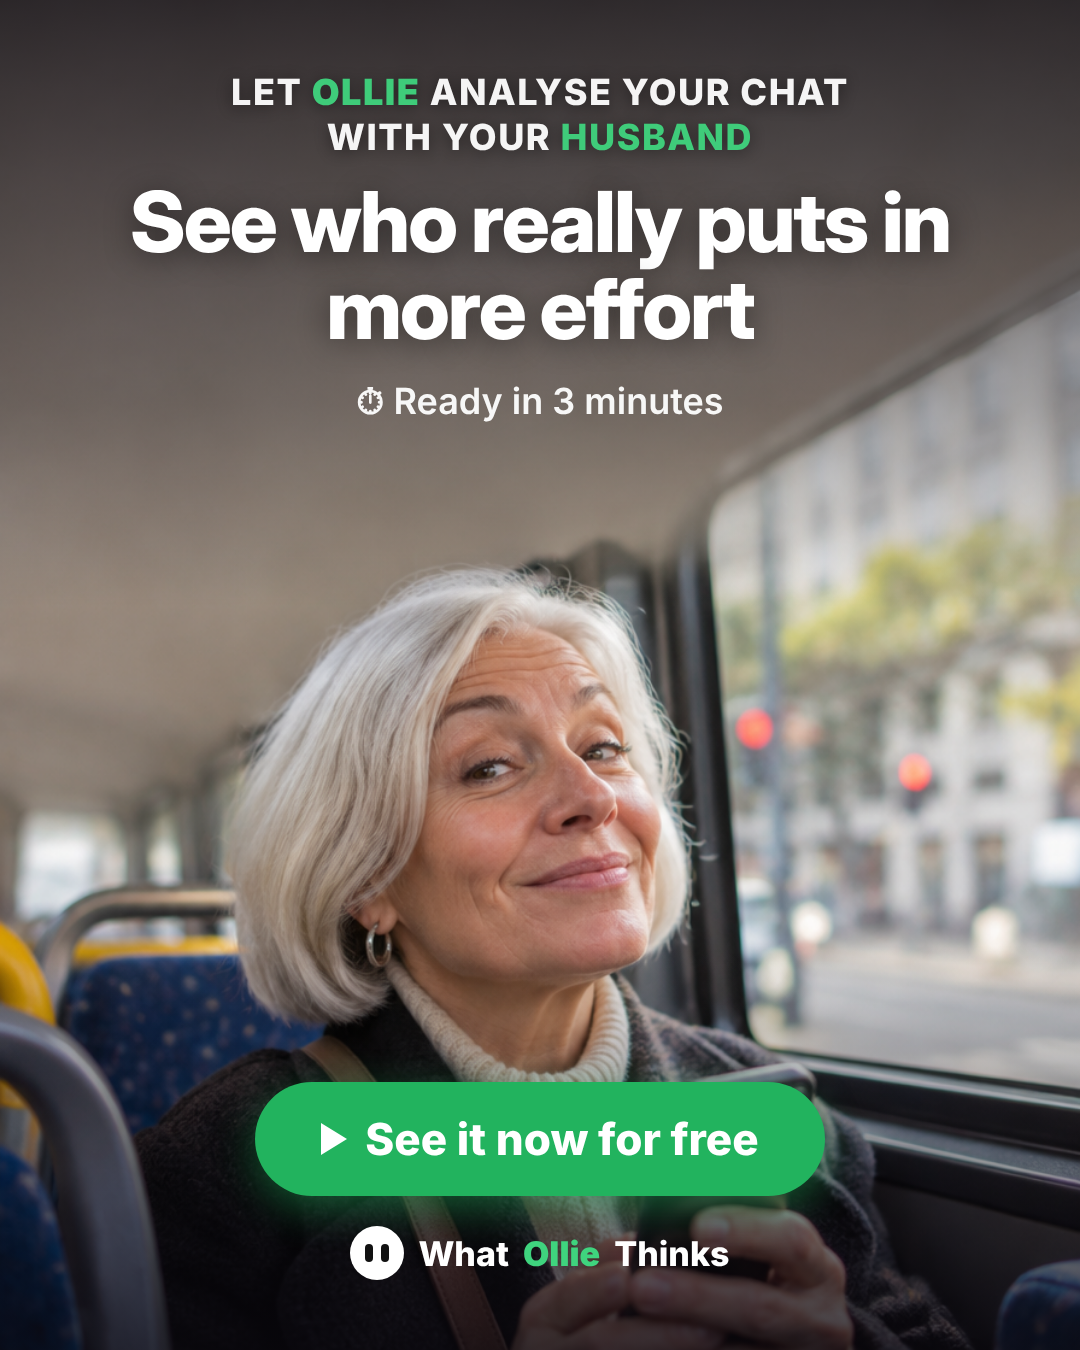 LET OLLIE ANALYSE YOUR CHAT
WITH YOUR HUSBAND
See who really puts in
more effort
⏱ Ready in 3 minutes
▶ See it now for free
What Ollie Thinks